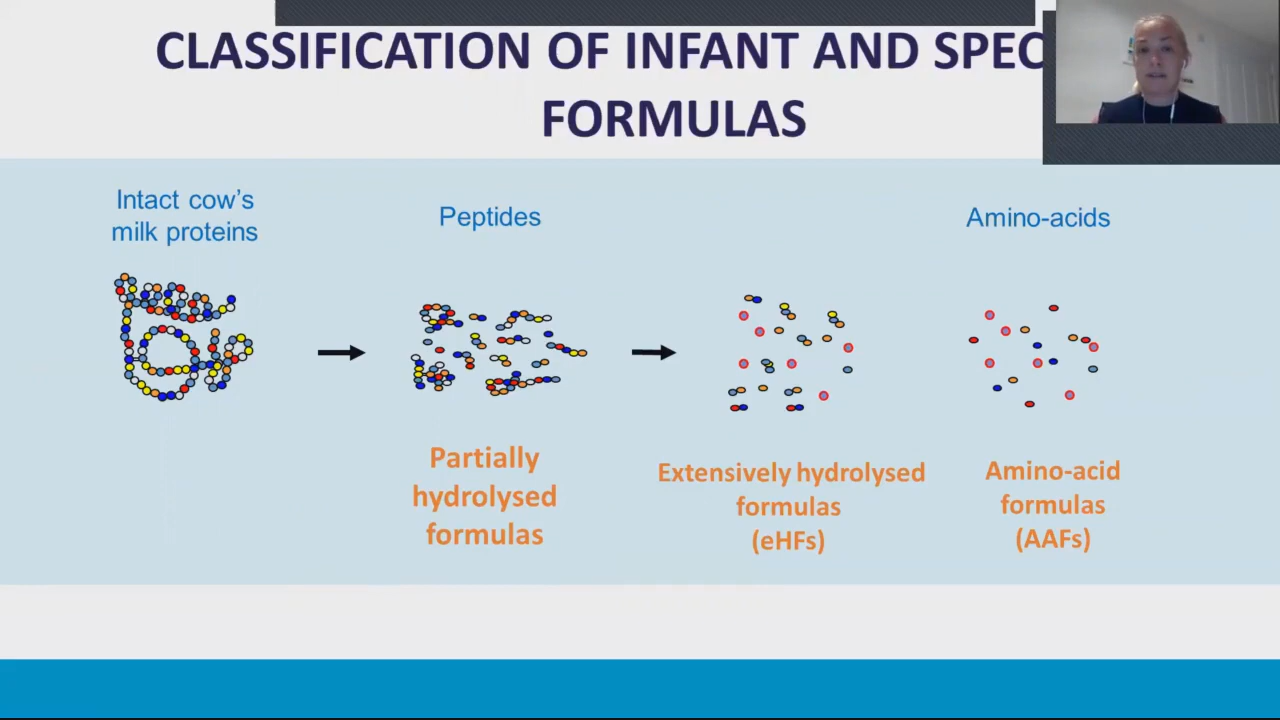 CLASSIFICATION OF INFANT AND SPEC
FORMULAS
Intact cow's
milk proteins
Peptides
Amino-acids
Partially
hydrolysed
formulas
Extensively hydrolysed
formulas
(eHFs)
Amino-acid
formulas
(AAFs)